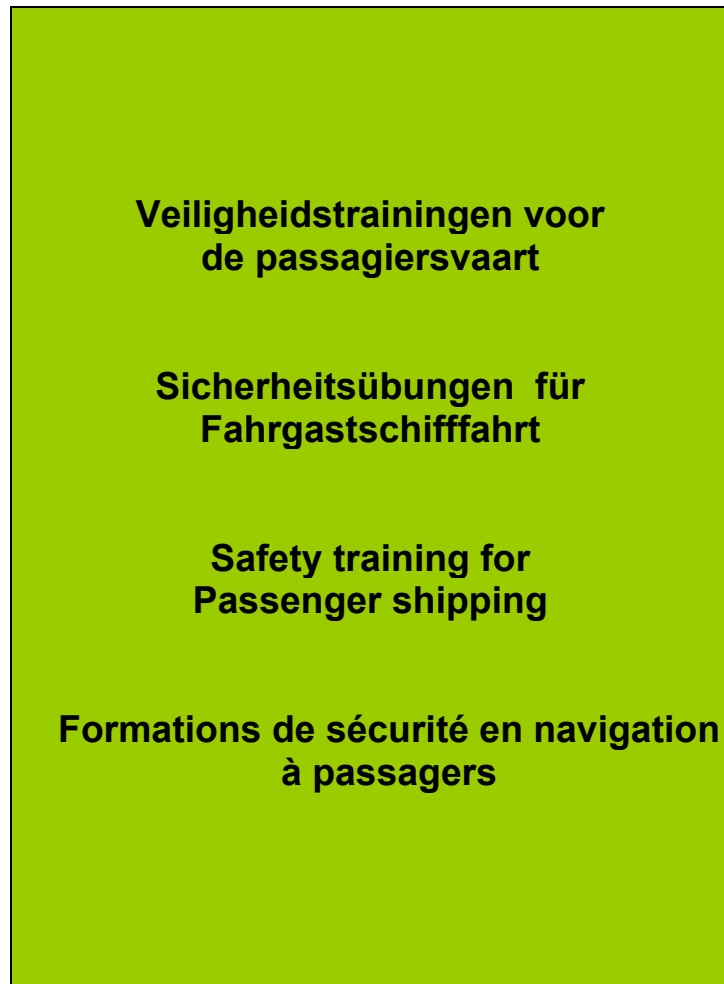 Veiligheidstrainingen voor
de passagiersvaart
Sicherheitsübungen  für
Fahrgastschifffahrt
Safety training for
Passenger shipping
Formations de sécurité en navigation
à passagers